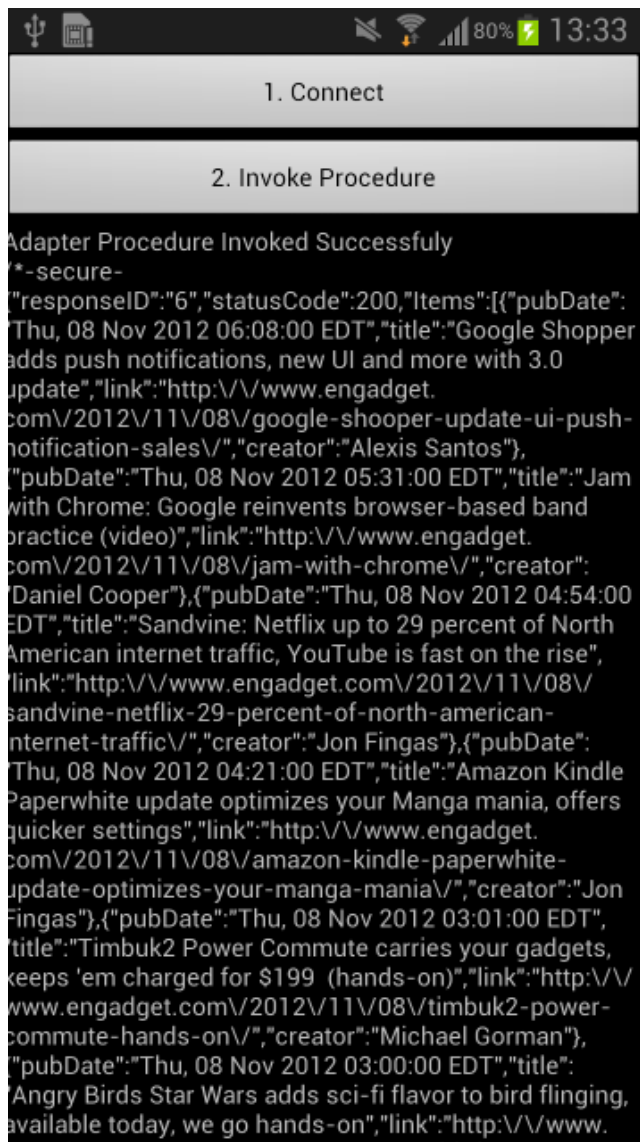 80% 13:33
1. Connect
2. Invoke Procedure
Adapter Procedure Invoked Successfuly
/*-secure-
{"responseID":"6","statusCode":200,"Items":[{"pubDate":
"Thu, 08 Nov 2012 06:08:00 EDT","title":"Google Shopper
adds push notifications, new UI and more with 3.0
update","link":"http:\/\/www.engadget.
com\/2012\/11\/08\/google-shooper-update-ui-push-
notification-sales\/","creator":"Alexis Santos"},
{"pubDate":"Thu, 08 Nov 2012 05:31:00 EDT","title":"Jam
with Chrome: Google reinvents browser-based band
practice (video)","link":"http:\/\/www.engadget.
com\/2012\/11\/08\/jam-with-chrome\/","creator":
"Daniel Cooper"},{"pubDate":"Thu, 08 Nov 2012 04:54:00
EDT","title":"Sandvine: Netflix up to 29 percent of North
American internet traffic, YouTube is fast on the rise",
"link":"http:\/\/www.engadget.com\/2012\/11\/08\/
sandvine-netflix-29-percent-of-north-american-
internet-traffic\/","creator":"Jon Fingas"},{"pubDate":
"Thu, 08 Nov 2012 04:21:00 EDT","title":"Amazon Kindle
Paperwhite update optimizes your Manga mania, offers
quicker settings","link":"http:\/\/www.engadget.
com\/2012\/11\/08\/amazon-kindle-paperwhite-
update-optimizes-your-manga-mania\/","creator":"Jon
Fingas"},{"pubDate":"Thu, 08 Nov 2012 03:01:00 EDT",
"title":"Timbuk2 Power Commute carries your gadgets,
keeps 'em charged for $199  (hands-on)","link":"http:\/\/
www.engadget.com\/2012\/11\/08\/timbuk2-power-
commute-hands-on\/","creator":"Michael Gorman"},
{"pubDate":"Thu, 08 Nov 2012 03:00:00 EDT","title":
"Angry Birds Star Wars adds sci-fi flavor to bird flinging,
available today, we go hands-on","link":"http:\/\/www.